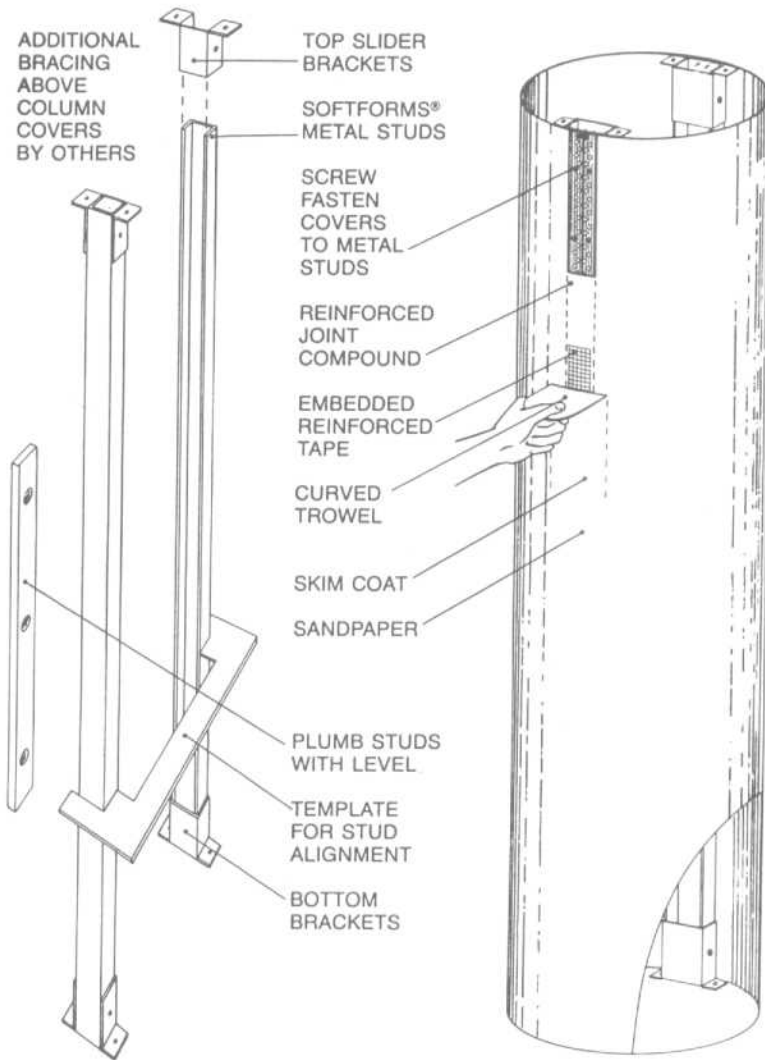 ADDITIONAL
BRACING
ABOVE
COLUMN
COVERS
BY OTHERS
TOP SLIDER
BRACKETS
SOFTFORMS®
METAL STUDS
SCREW
FASTEN
COVERS
TO METAL
STUDS
REINFORCED
JOINT
COMPOUND
EMBEDDED
REINFORCED
TAPE
CURVED
TROWEL
SKIM COAT
SANDPAPER
PLUMB STUDS
WITH LEVEL
TEMPLATE
FOR STUD
ALIGNMENT
BOTTOM
BRACKETS